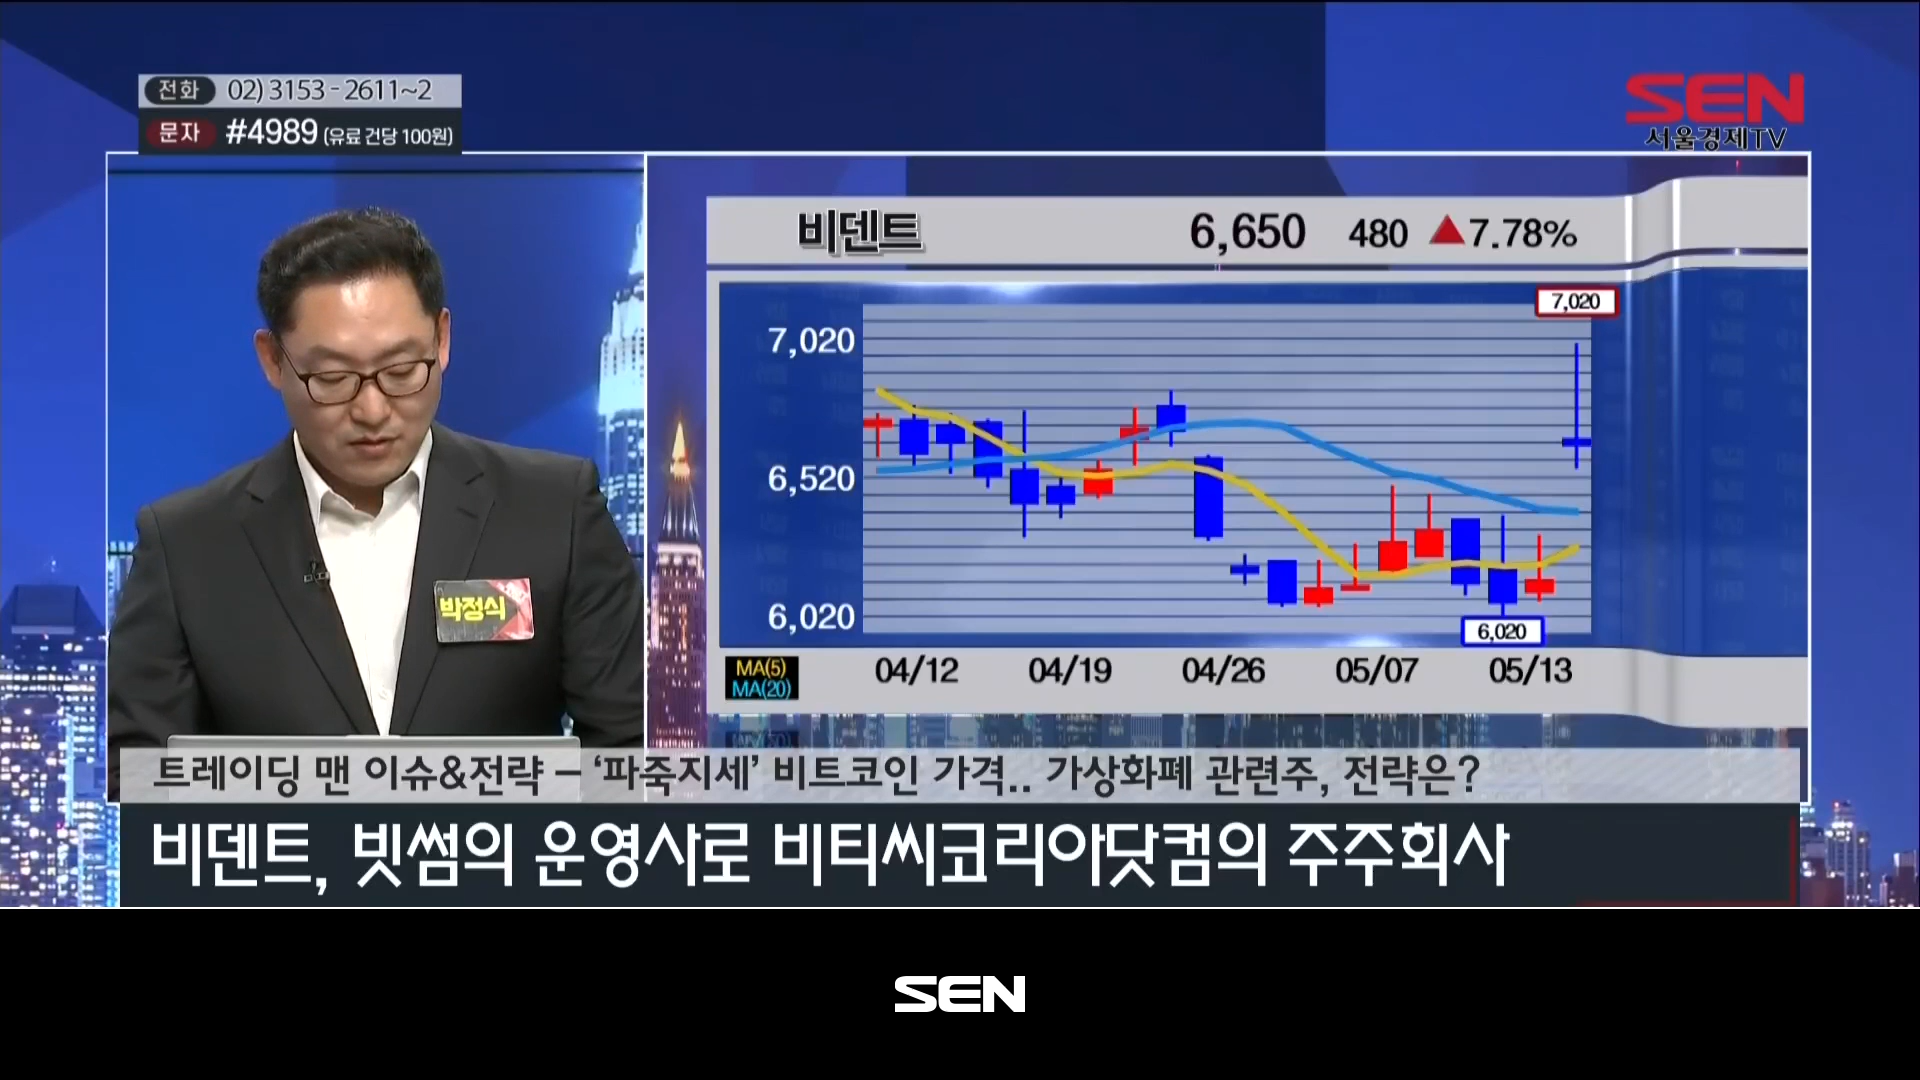 전화 02) 3153-2611~2
문자 #4989 (유료 건당 100원)
SEN
서울경제TV
비덴트 6,650 480 ▲7.78%
7,020
7,020
6,520
6,020
6,020
MA(5)
MA(20)
04/12 04/19 04/26 05/07 05/13
박정식
트레이딩 맨 이슈&전략 – ‘파죽지세’ 비트코인 가격.. 가상화폐 관련주, 전략은?
비덴트, 빗썸의 운영사로 비티씨코리아닷컴의 주주회사
SEN